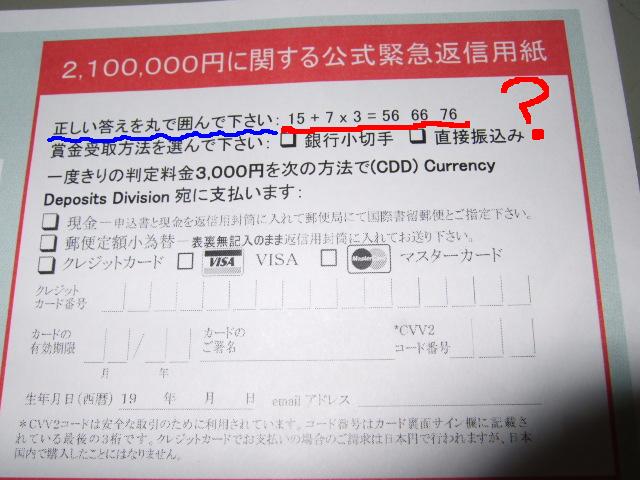 2,100,000円に関する公式緊急返信用紙
正しい答えを丸で囲んで下さい: 15 + 7 x 3 = 56 66 76
?
賞金受取方法を選んで下さい: 銀行小切手 直接振込み
一度きりの判定料金3,000円を次の方法で(CDD) Currency
Deposits Division 宛に支払います:
現金－申込書と現金を返信用封筒に入れて郵便局にて国際書留郵便とご指定下さい。
郵便定額小為替－表裏無記入のまま返信用封筒に入れてお送り下さい。
クレジットカード VISA VISA MasterCard マスターカード
クレジット
カード番号
カードの
有効期限 / カードの
ご署名 *CVV2
コード番号
月 年
生年月日(西暦) 19 年 月 日 email アドレス
*CVV2コードは安全な取引のために利用されています。コード番号はカード裏面サイン欄に記載さ
れている最後の3桁です。クレジットカードでお支払いの場合のご請求は日本円で行われますが、日本
国内で購入したことにはなりません。